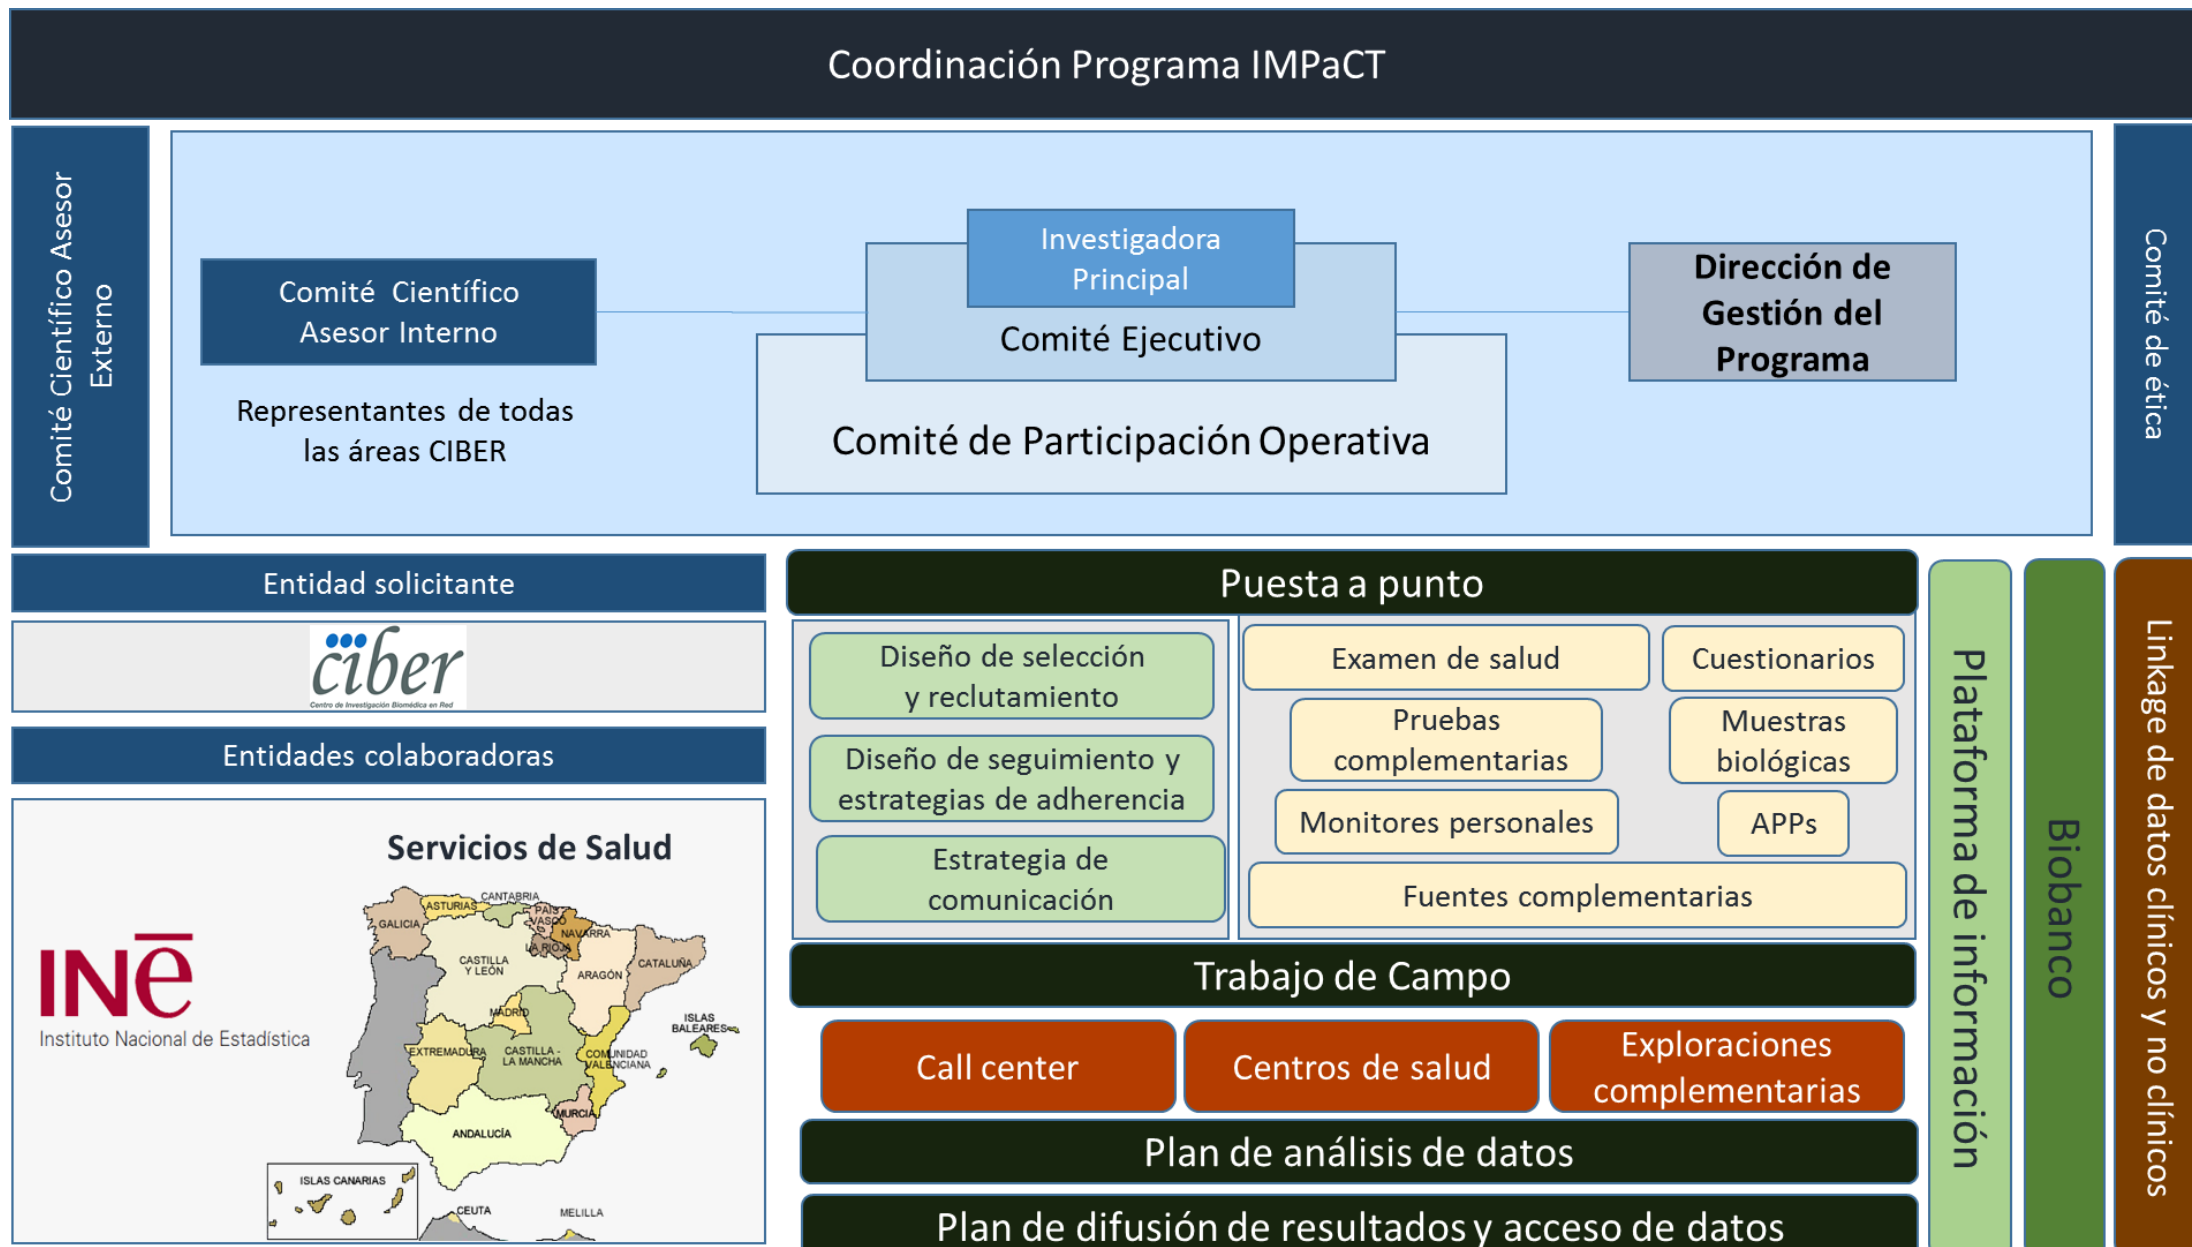 Coordinación Programa IMPaCT
Comité Científico Asesor
Externo
Comité Científico
Asesor Interno
Representantes de todas
las áreas CIBER
Investigadora
Principal
Comité Ejecutivo
Comité de Participación Operativa
Dirección de
Gestión del
Programa
Comité de ética
Entidad solicitante
ciber
Centro de Investigación Biomédica en Red
Entidades colaboradoras
Servicios de Salud
INe
Instituto Nacional de Estadística
GALICIA
ASTURIAS
CANTABRIA
PAIS
VASCO
NAVARRA
LA RIOJA
CASTILLA
Y LEÓN
ARAGÓN
CATALUÑA
MADRID
ISLAS
BALEARES
EXTREMADURA
CASTILLA -
LA MANCHA
COMUNIDAD
VALENCIANA
MURCIA
ANDALUCÍA
ISLAS CANARIAS
CEUTA
MELILLA
Puesta a punto
Diseño de selección
y reclutamiento
Diseño de seguimiento y
estrategias de adherencia
Estrategia de
comunicación
Examen de salud
Cuestionarios
Pruebas
complementarias
Muestras
biológicas
Monitores personales
APPs
Fuentes complementarias
Trabajo de Campo
Call center
Centros de salud
Exploraciones
complementarias
Plan de análisis de datos
Plan de difusión de resultados y acceso de datos
Plataforma de información
Biobanco
Linkage de datos clínicos y no clínicos